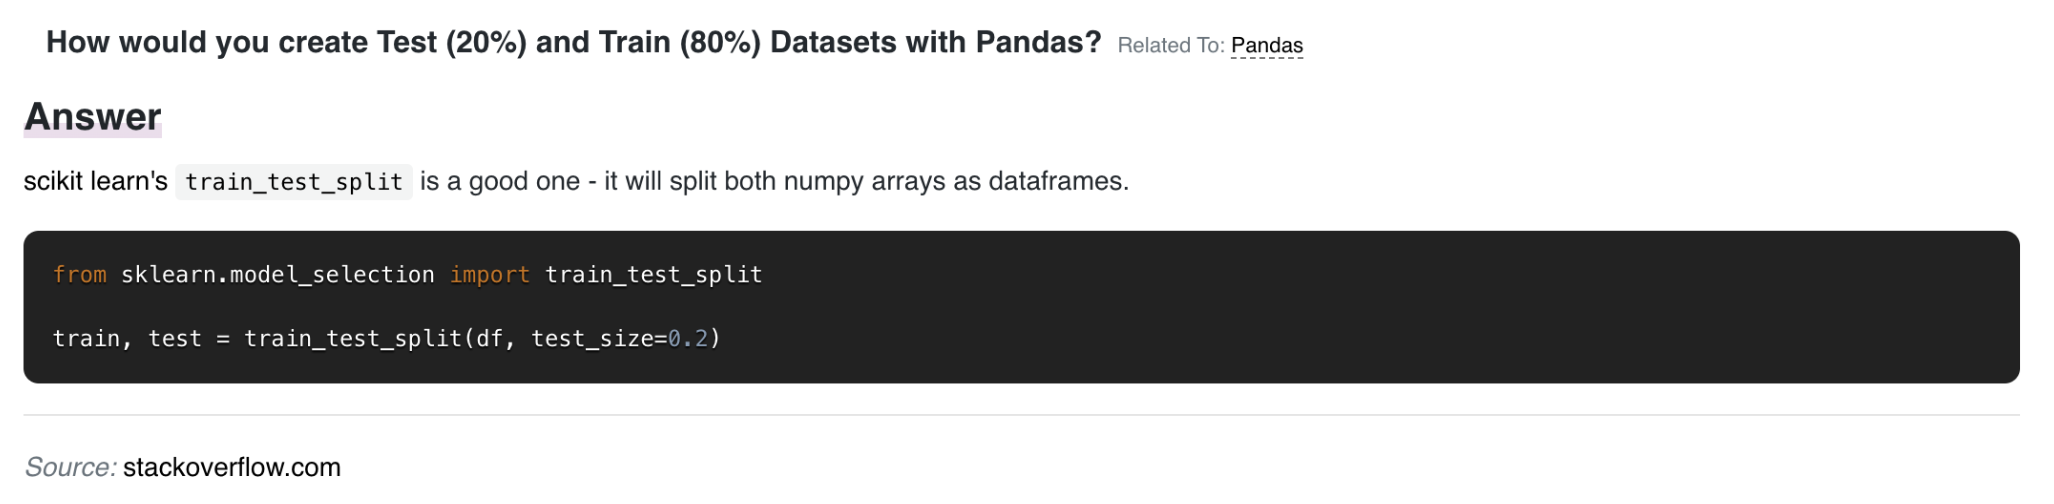 How would you create Test (20%) and Train (80%) Datasets with Pandas? Related To: Pandas
Answer
scikit learn's train_test_split is a good one - it will split both numpy arrays as dataframes.
from sklearn.model_selection import train_test_split
train, test = train_test_split(df, test_size=0.2)
Source: stackoverflow.com